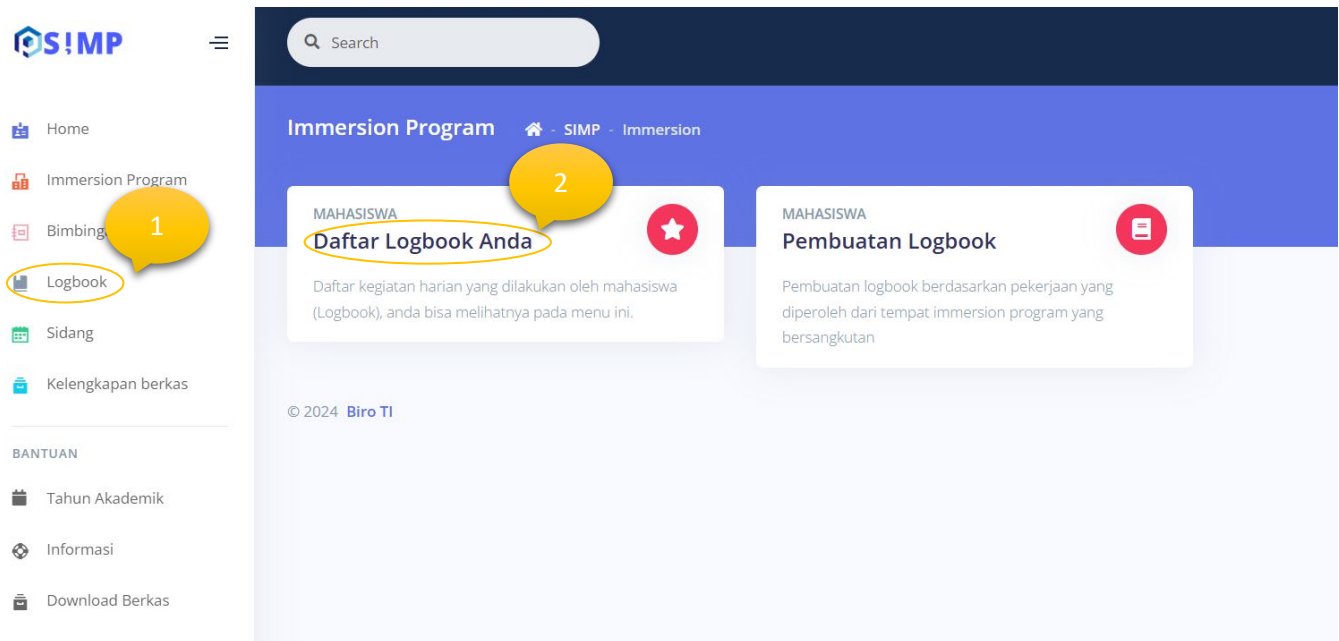 S!MP
Search
Home
Immersion Program
1
Logbook
Sidang
Kelengkapan berkas
BANTUAN
Tahun Akademik
Informasi
Download Berkas
Immersion Program - SIMP - Immersion
2
MAHASISWA
Daftar Logbook Anda
Daftar kegiatan harian yang dilakukan oleh mahasiswa
(Logbook), anda bisa melihatnya pada menu ini.
MAHASISWA
Pembuatan Logbook
Pembuatan logbook berdasarkan pekerjaan yang
diperoleh dari tempat immersion program yang
bersangkutan
© 2024 Biro TI